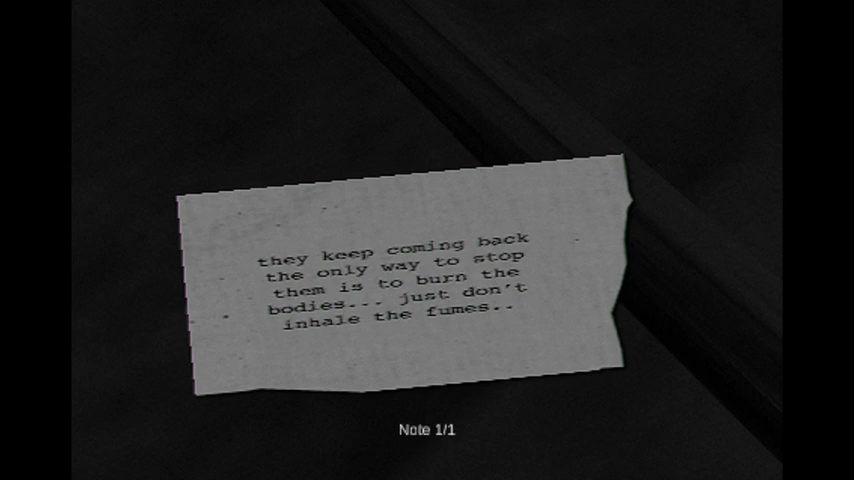 they keep coming back
the only way to stop
them is to burn the
bodies... just don't
inhale the fumes..
Note 1/1